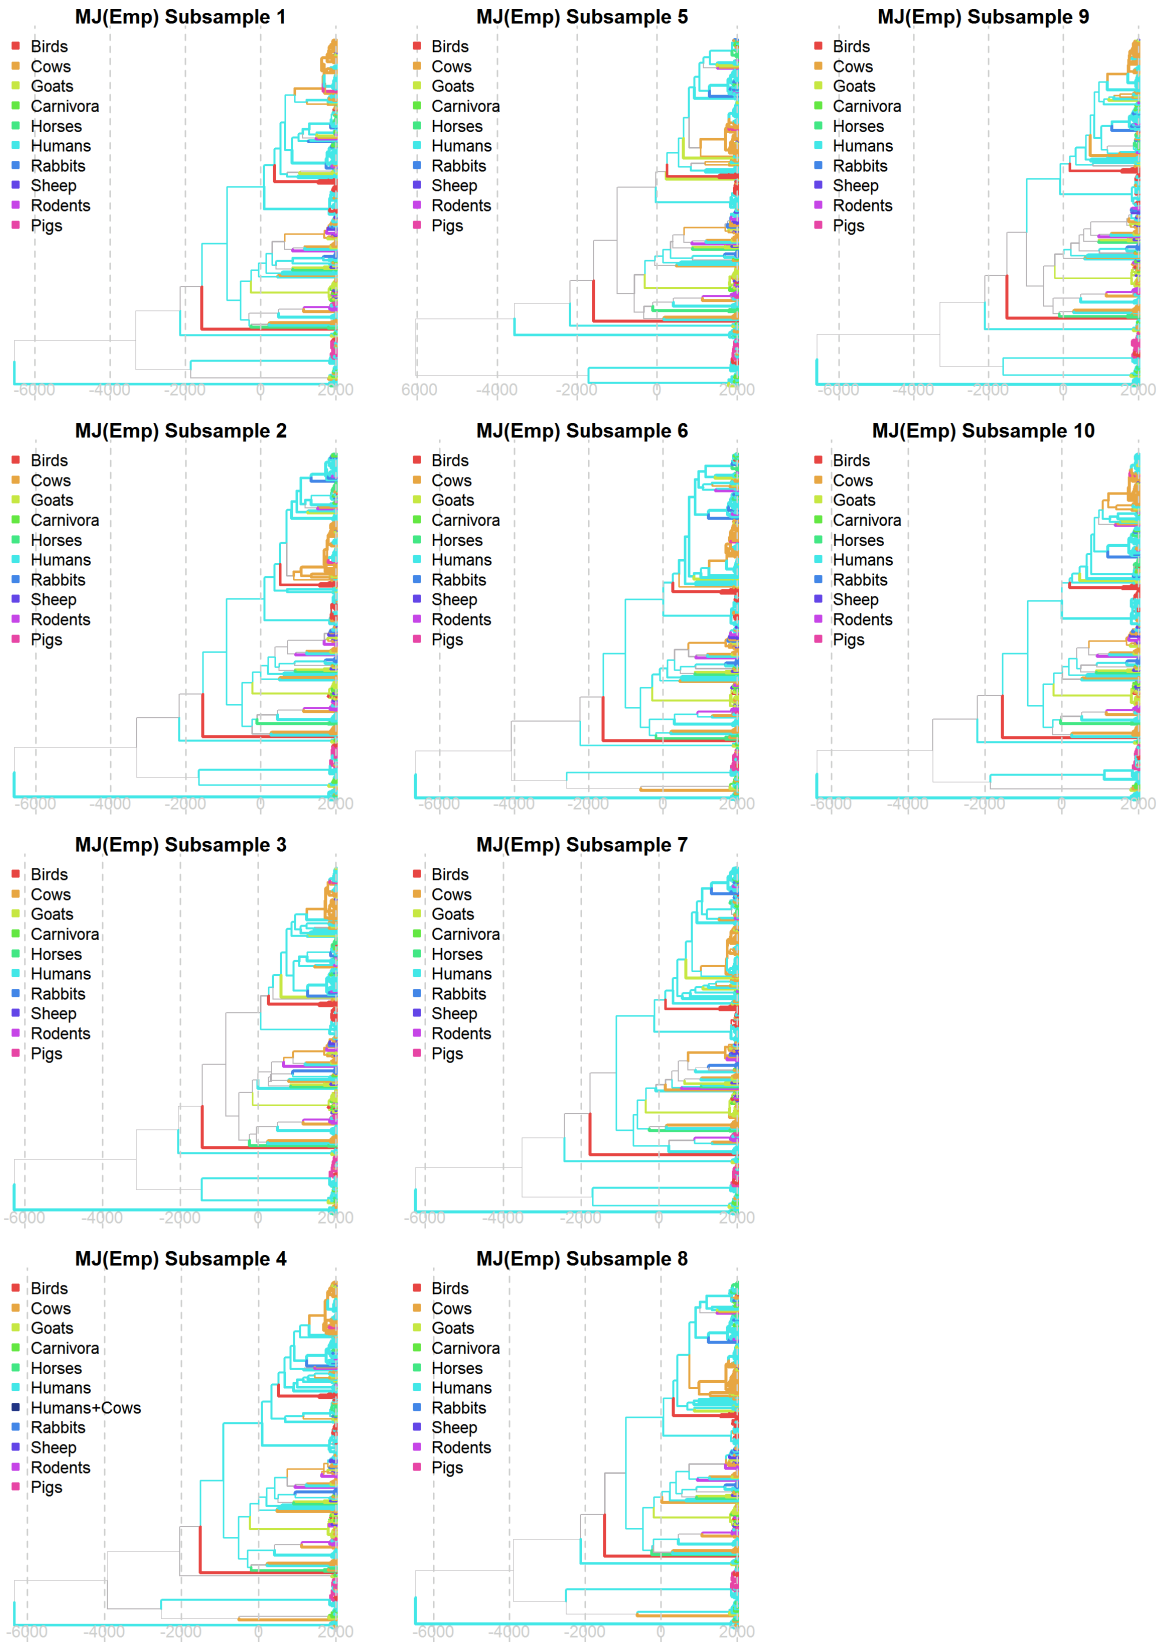 MJ(Emp) Subsample 1
Birds
Cows
Goats
Carnivora
Horses
Humans
Rabbits
Sheep
Rodents
Pigs
-6000 -4000 -2000 0 2000
MJ(Emp) Subsample 5
Birds
Cows
Goats
Carnivora
Horses
Humans
Rabbits
Sheep
Rodents
Pigs
6000 -4000 -2000 0 2000
MJ(Emp) Subsample 9
Birds
Cows
Goats
Carnivora
Horses
Humans
Rabbits
Sheep
Rodents
Pigs
-6000 -4000 -2000 0 2000
MJ(Emp) Subsample 2
Birds
Cows
Goats
Carnivora
Horses
Humans
Rabbits
Sheep
Rodents
Pigs
-6000 -4000 -2000 0 2000
MJ(Emp) Subsample 6
Birds
Cows
Goats
Carnivora
Horses
Humans
Rabbits
Sheep
Rodents
Pigs
-6000 -4000 -2000 0 2000
MJ(Emp) Subsample 10
Birds
Cows
Goats
Carnivora
Horses
Humans
Rabbits
Sheep
Rodents
Pigs
-6000 -4000 -2000 0 2000
MJ(Emp) Subsample 3
Birds
Cows
Goats
Carnivora
Horses
Humans
Rabbits
Sheep
Rodents
Pigs
-6000 -4000 -2000 0 2000
MJ(Emp) Subsample 7
Birds
Cows
Goats
Carnivora
Horses
Humans
Rabbits
Sheep
Rodents
Pigs
-6000 -4000 -2000 0 2000
MJ(Emp) Subsample 4
Birds
Cows
Goats
Carnivora
Horses
Humans
Humans+Cows
Rabbits
Sheep
Rodents
Pigs
-6000 -4000 -2000 0 2000
MJ(Emp) Subsample 8
Birds
Cows
Goats
Carnivora
Horses
Humans
Rabbits
Sheep
Rodents
Pigs
-6000 -4000 -2000 0 2000